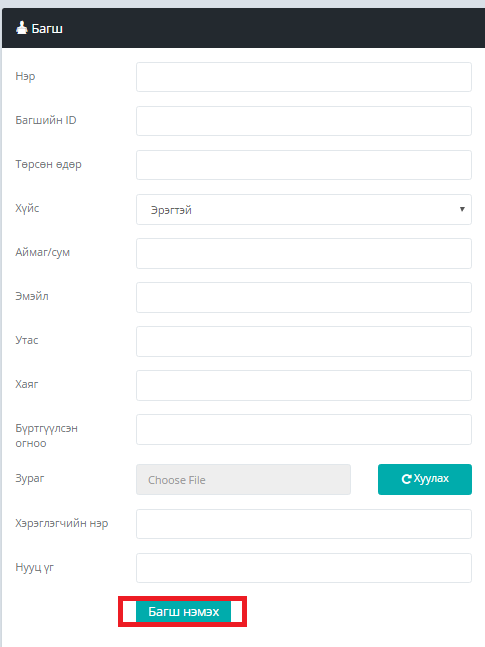 Багш
Нэр
Багшийн ID
Төрсөн өдөр
Хүйс
Эрэгтэй
Аймаг/сум
Эмэйл
Утас
Хаяг
Бүртгүүлсэн
огноо
Зураг
Choose File
Хуулах
Хэрэглэгчийн нэр
Нууц үг
Багш нэмэх